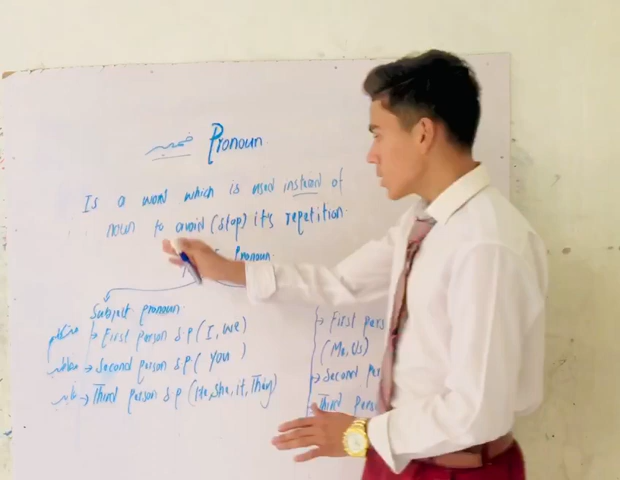 ضمیر Pronoun
Is a word which is used instead of
noun to avoid (stop) it's repetition.
Pronoun.
Subject pronoun
متکلم → First person S.P (I, we)
مخاطب → Second person S.P ( You )
غائب → Third person S.P (He, She, it, They)
→ First pers
(Me, Us)
→ Second per
Third perso